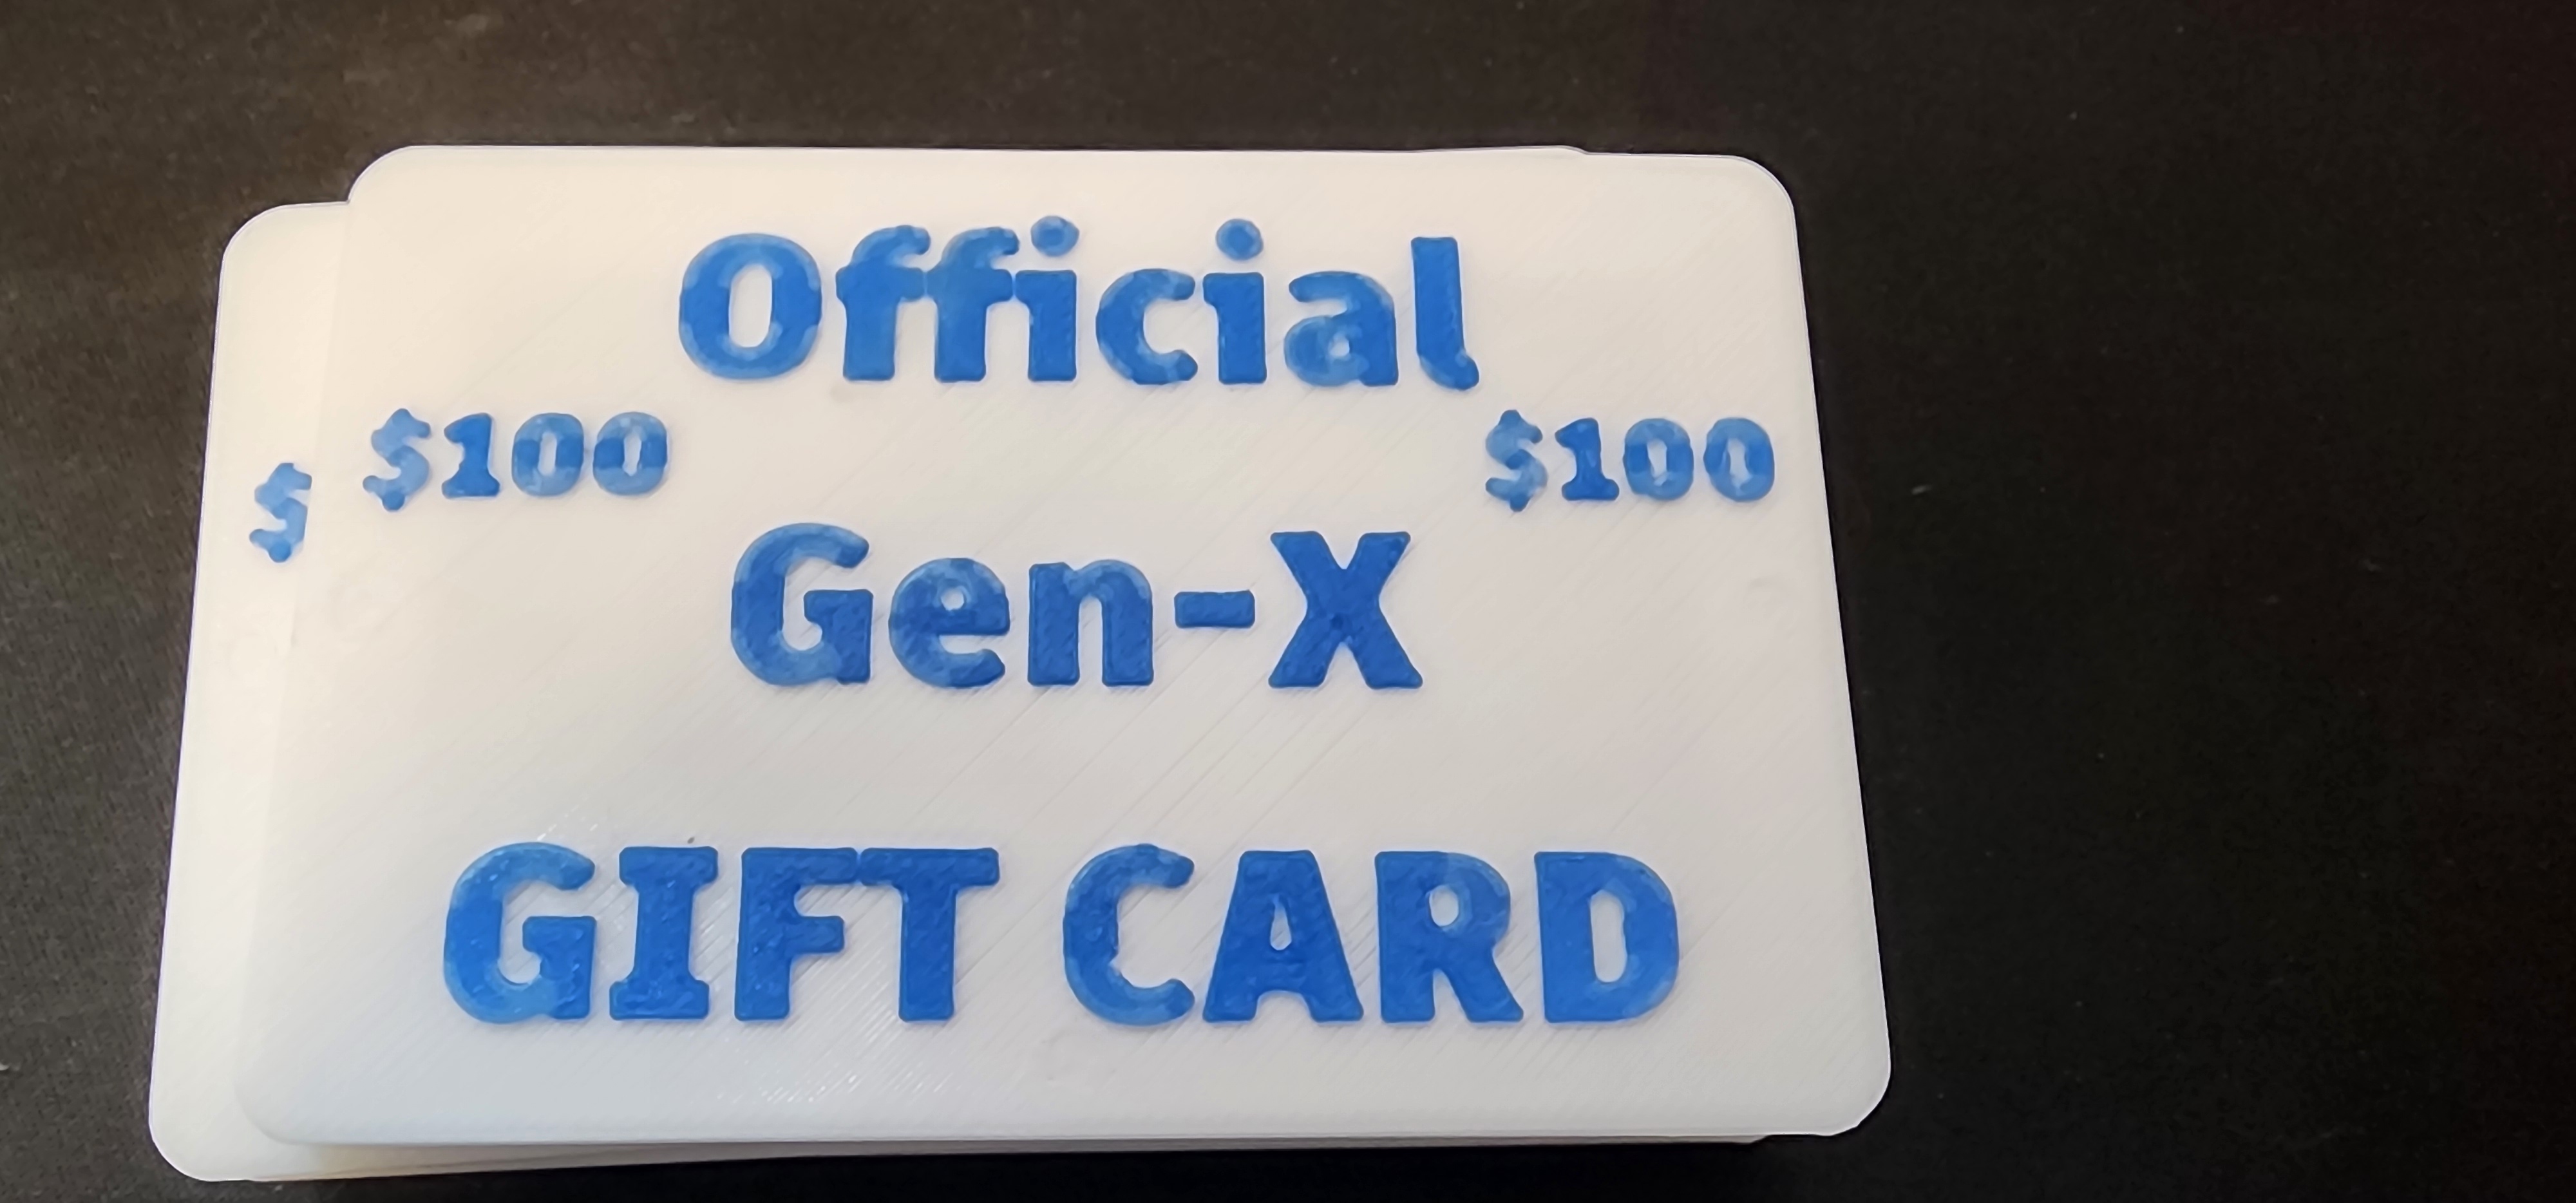 Official
$ $100 $100
Gen-X
GIFT CARD